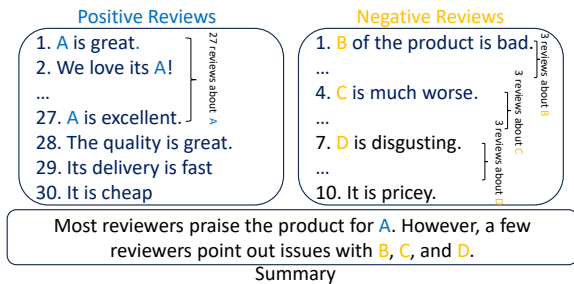 Positive Reviews
1. A is great.
2. We love its A!
...
27. A is excellent.
28. The quality is great.
29. Its delivery is fast
30. It is cheap
27 reviews about A
Negative Reviews
1. B of the product is bad.
...
4. C is much worse.
...
7. D is disgusting.
...
10. It is pricey.
3 reviews about B
3 reviews about C
3 reviews about D
Most reviewers praise the product for A. However, a few
reviewers point out issues with B, C, and D.
Summary